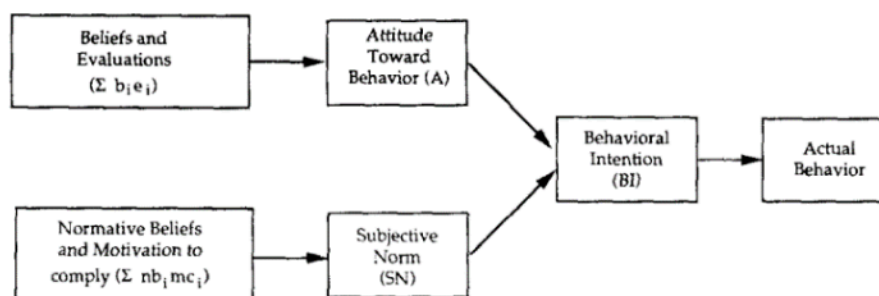 Beliefs and
Evaluations
(Σ bᵢeᵢ)
Attitude
Toward
Behavior (A)
Behavioral
Intention
(BI)
Actual
Behavior
Normative Beliefs
and Motivation to
comply (Σ nbᵢmcᵢ)
Subjective
Norm
(SN)